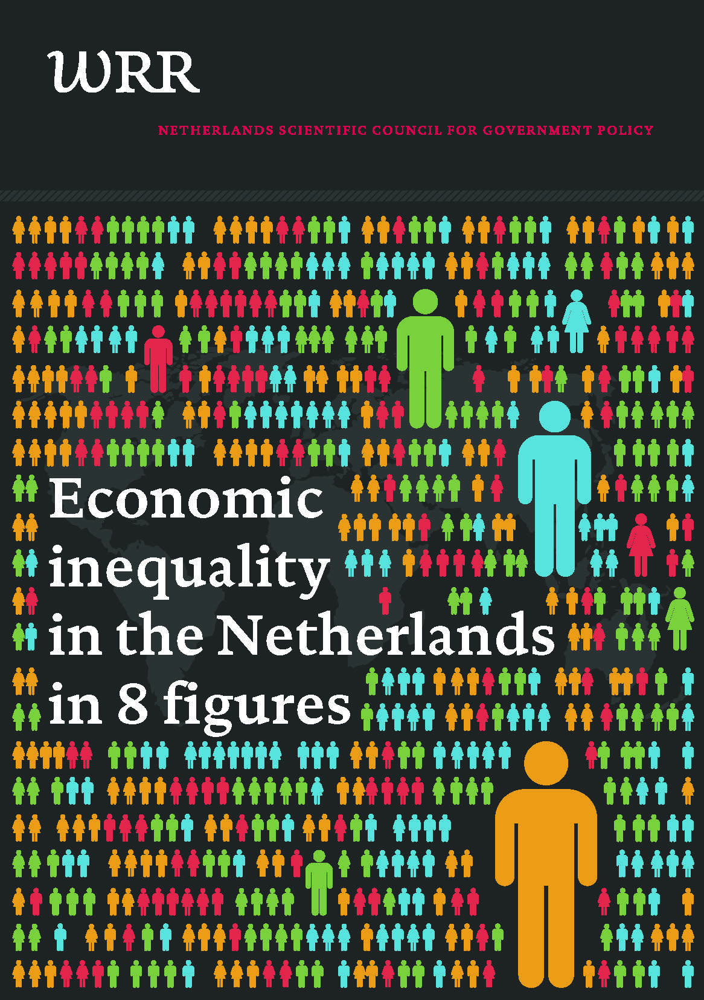 WRR
NETHERLANDS SCIENTIFIC COUNCIL FOR GOVERNMENT POLICY
Economic
inequality
in the Netherlands
in 8 figures